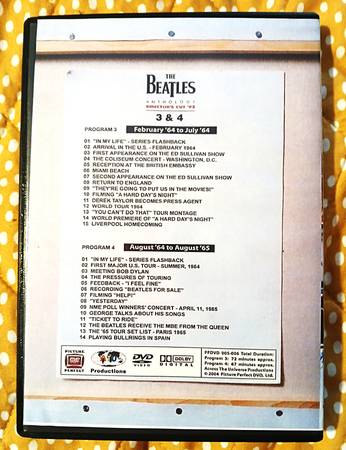 THE
BEATLES
ANTHOLOGY
DIRECTOR'S CUT '93
3 & 4
PROGRAM 3 February '64 to July '64
01 "IN MY LIFE" - SERIES FLASHBACK
02 ARRIVAL IN THE U.S. - FEBRUARY 1964
03 FIRST APPEARANCE ON THE ED SULLIVAN SHOW
04 THE COLISEUM CONCERT - WASHINGTON, D.C.
05 RECEPTION AT THE BRITISH EMBASSY
06 MIAMI BEACH
07 SECOND APPEARANCE ON THE ED SULLIVAN SHOW
09 RETURN TO ENGLAND
09 "THEY'RE GOING TO PUT US IN THE MOVIES!"
10 FILMING "A HARD DAY'S NIGHT"
11 DEREK TAYLOR BECOMES PRESS AGENT
12 WORLD TOUR 1964
13 "YOU CAN'T DO THAT" TOUR MONTAGE
14 WORLD PREMIERE OF "A HARD DAY'S NIGHT"
15 LIVERPOOL HOMECOMING
PROGRAM 4 August '64 to August '65
01 "IN MY LIFE" - SERIES FLASHBACK
02 FIRST MAJOR U.S. TOUR - SUMMER, 1964
03 MEETING BOB DYLAN
04 THE PRESSURES OF TOURING
05 FEEDBACK - "I FEEL FINE"
06 RECORDING "BEATLES FOR SALE"
07 FILMING "HELP!"
08 "YESTERDAY"
09 NME POLL WINNERS' CONCERT - APRIL 11, 1965
10 GEORGE TALKS ABOUT HIS SONGS
11 "TICKET TO RIDE"
12 THE BEATLES RECEIVE THE MBE FROM THE QUEEN
13 THE '65 TOUR SET LIST - PARIS 1965
14 PLAYING BULLRINGS IN SPAIN
PICTURE
PERFECT
Productions
DVD
VIDEO
DOLBY
DIGITAL
PFDVD 005-006 Total Duration:
Program 3: 72 minutes approx.
Program 4: 67 minutes approx.
Across The Universe Productions
©2004 Picture Perfect DVD, Ltd.